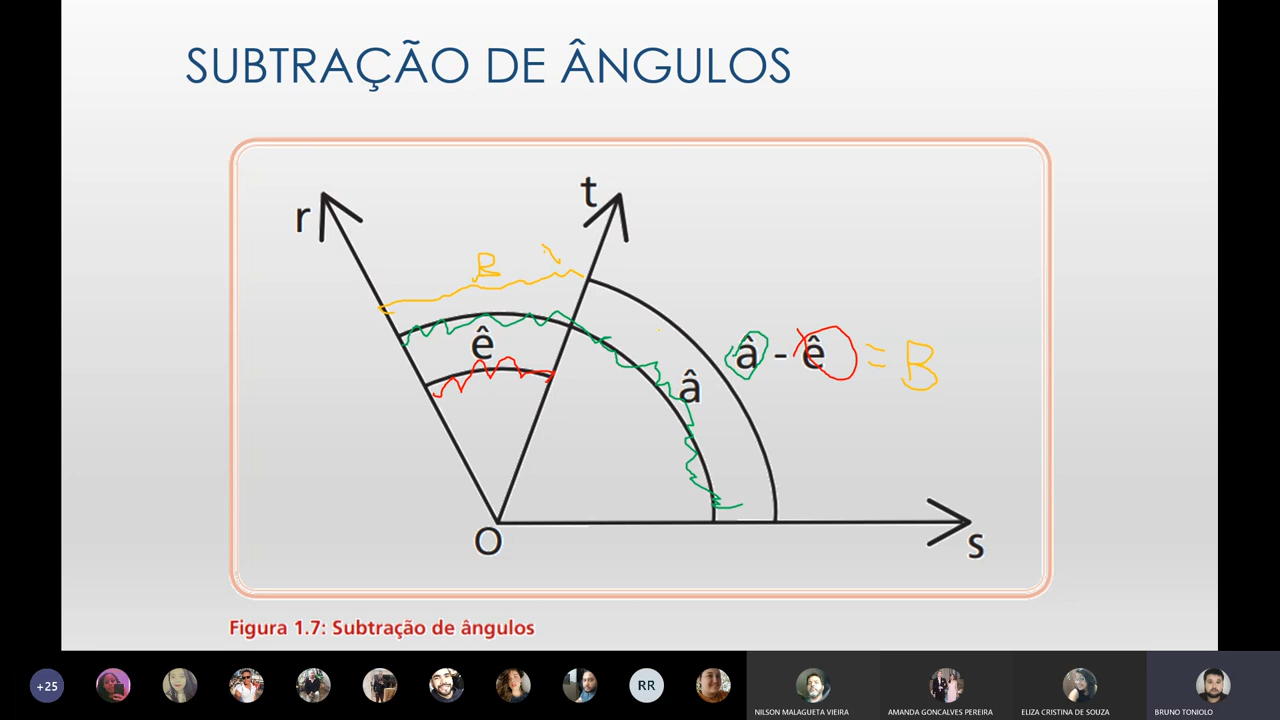 SUBTRAÇÃO DE ÂNGULOS
r
t
B
ê
â
â - ê = B
O
s
Figura 1.7: Subtração de ângulos
+25
RR
NILSON MALAGUETA VIEIRA
AMANDA GONCALVES PEREIRA
ELIZA CRISTINA DE SOUZA
BRUNO TONIOLO